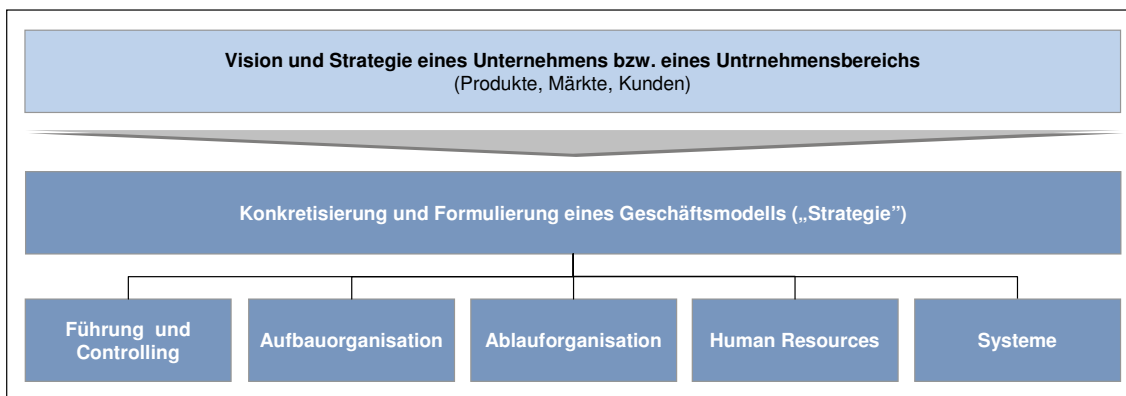 Vision und Strategie eines Unternehmens bzw. eines Untrnehmensbereichs
(Produkte, Märkte, Kunden)
Konkretisierung und Formulierung eines Geschäftsmodells („Strategie”)
Führung und
Controlling
Aufbauorganisation
Ablauforganisation
Human Resources
Systeme